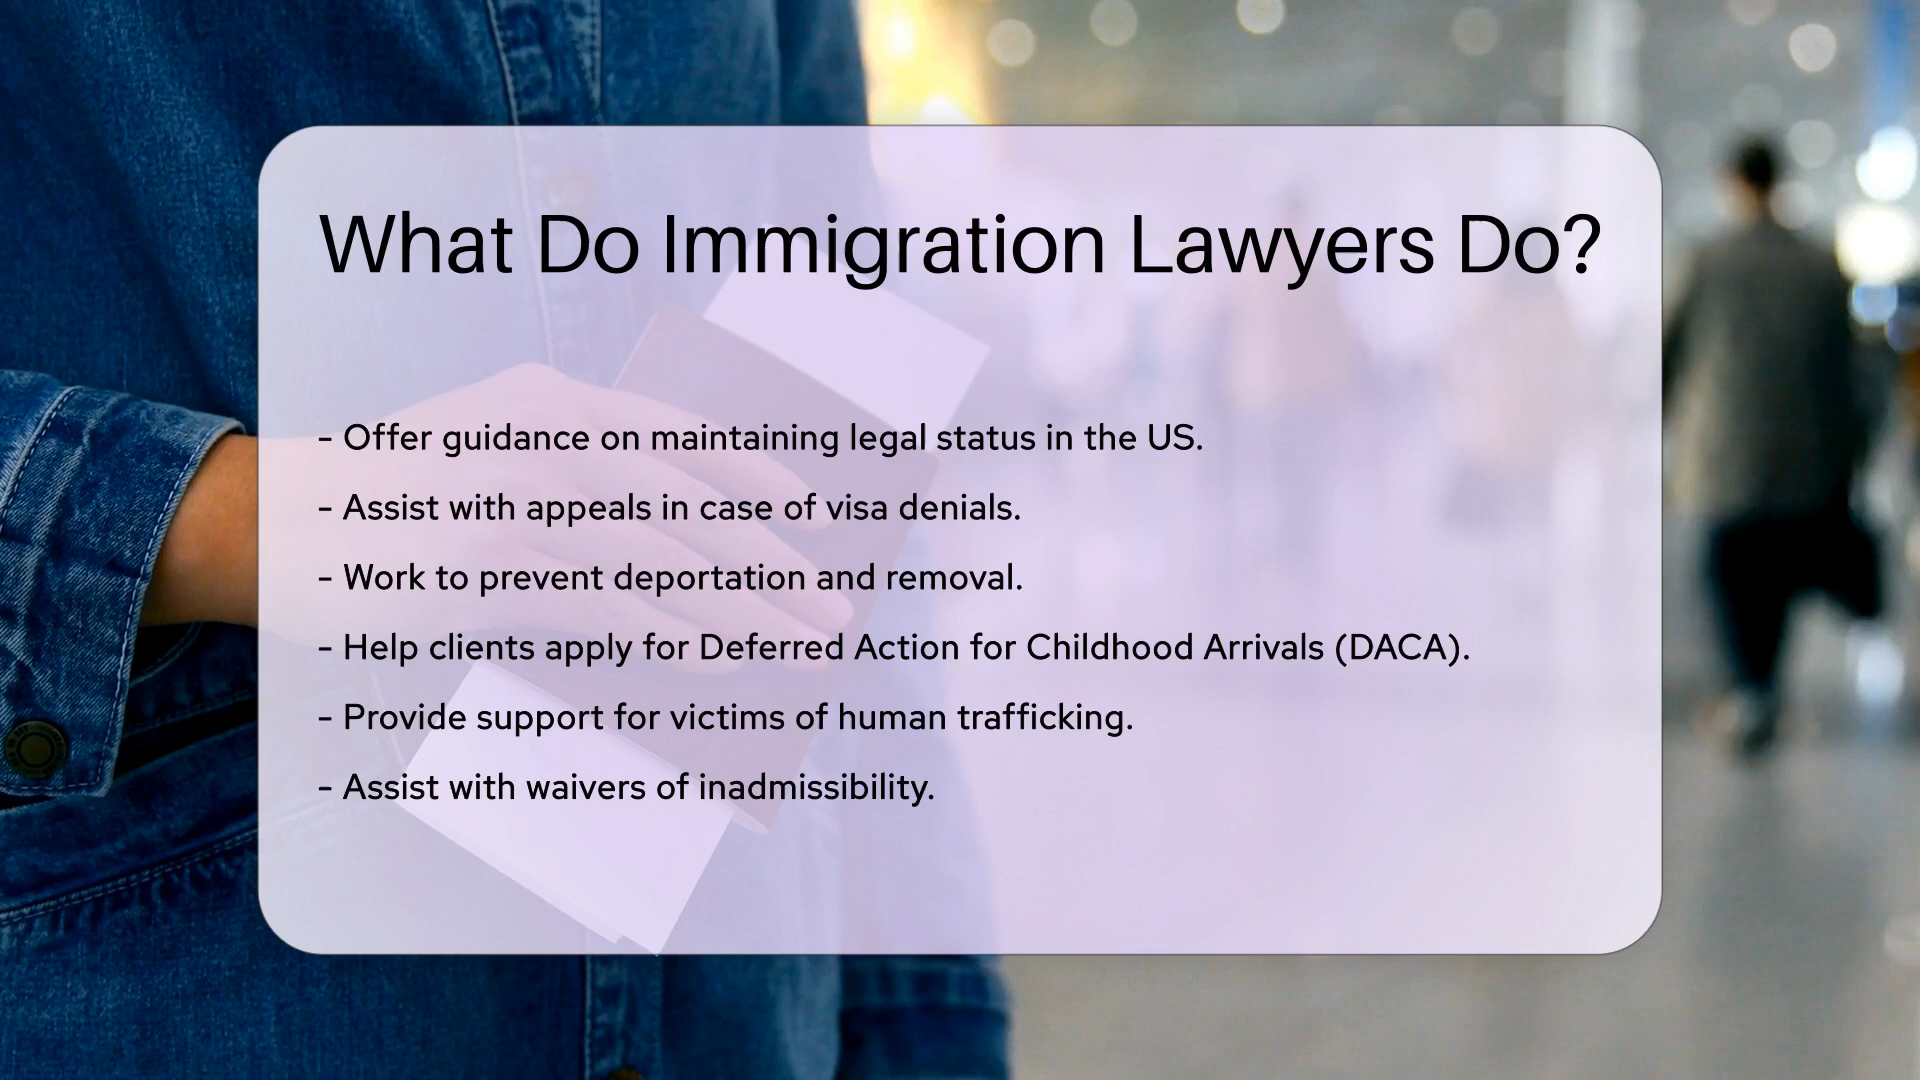 What Do Immigration Lawyers Do?
- Offer guidance on maintaining legal status in the US.
- Assist with appeals in case of visa denials.
- Work to prevent deportation and removal.
- Help clients apply for Deferred Action for Childhood Arrivals (DACA).
- Provide support for victims of human trafficking.
- Assist with waivers of inadmissibility.